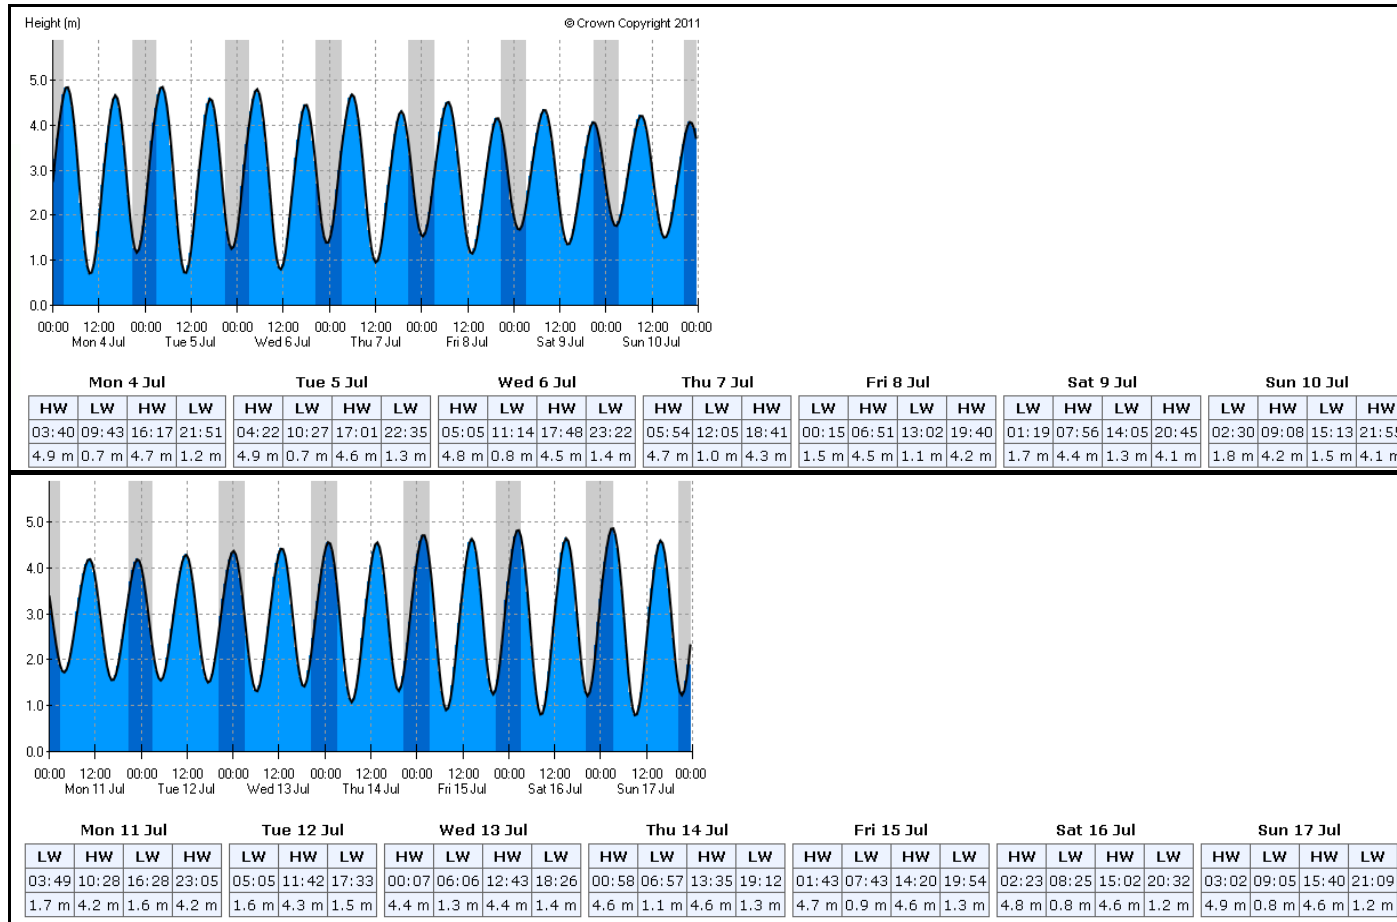 Height (m) © Crown Copyright 2011
5.0
4.0
3.0
2.0
1.0
0.0
00:00 12:00 00:00 12:00 00:00 12:00 00:00 12:00 00:00 12:00 00:00 12:00 00:00 12:00 00:00
Mon 4 Jul Tue 5 Jul Wed 6 Jul Thu 7 Jul Fri 8 Jul Sat 9 Jul Sun 10 Jul
Mon 4 Jul Tue 5 Jul Wed 6 Jul Thu 7 Jul Fri 8 Jul Sat 9 Jul Sun 10 Jul
HW LW HW LW HW LW HW LW HW LW HW LW HW LW HW LW HW LW HW LW HW LW HW LW HW LW HW
03:40 09:43 16:17 21:51 04:22 10:27 17:01 22:35 05:05 11:14 17:48 23:22 05:54 12:05 18:41 00:15 06:51 13:02 19:40 01:19 07:56 14:05 20:45 02:30 09:08 15:13 21:55
4.9 m 0.7 m 4.7 m 1.2 m 4.9 m 0.7 m 4.6 m 1.3 m 4.8 m 0.8 m 4.5 m 1.4 m 4.7 m 1.0 m 4.3 m 1.5 m 4.5 m 1.1 m 4.2 m 1.7 m 4.4 m 1.3 m 4.1 m 1.8 m 4.2 m 1.5 m 4.1 m
5.0
4.0
3.0
2.0
1.0
0.0
00:00 12:00 00:00 12:00 00:00 12:00 00:00 12:00 00:00 12:00 00:00 12:00 00:00 12:00 00:00
Mon 11 Jul Tue 12 Jul Wed 13 Jul Thu 14 Jul Fri 15 Jul Sat 16 Jul Sun 17 Jul
Mon 11 Jul Tue 12 Jul Wed 13 Jul Thu 14 Jul Fri 15 Jul Sat 16 Jul Sun 17 Jul
LW HW LW HW LW HW LW HW LW HW LW HW LW HW LW HW LW HW LW HW LW HW LW HW LW HW LW
03:49 10:28 16:28 23:05 05:05 11:42 17:33 00:07 06:06 12:43 18:26 00:58 06:57 13:35 19:12 01:43 07:43 14:20 19:54 02:23 08:25 15:02 20:32 03:02 09:05 15:40 21:09
1.7 m 4.2 m 1.6 m 4.2 m 1.6 m 4.3 m 1.5 m 4.4 m 1.3 m 4.4 m 1.4 m 4.6 m 1.1 m 4.6 m 1.3 m 4.7 m 0.9 m 4.6 m 1.3 m 4.8 m 0.8 m 4.6 m 1.2 m 4.9 m 0.8 m 4.6 m 1.2 m